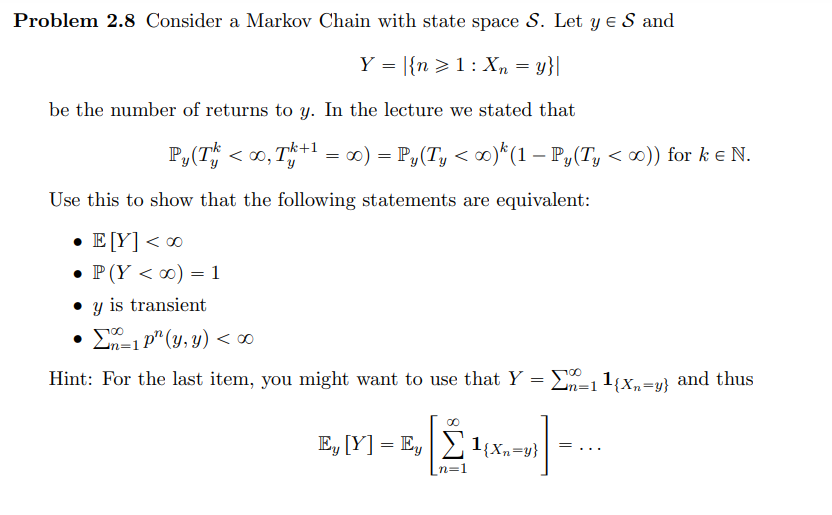 Problem 2.8 Consider a Markov Chain with state space 𝒮. Let y ∈ 𝒮 and
Y = |{n ⩾ 1 : Xₙ = y}|
be the number of returns to y. In the lecture we stated that
ℙ_y(T_y^k < ∞, T_y^{k+1} = ∞) = ℙ_y(T_y < ∞)^k(1 − ℙ_y(T_y < ∞)) for k ∈ ℕ.
Use this to show that the following statements are equivalent:
• 𝔼[Y] < ∞
• ℙ(Y < ∞) = 1
• y is transient
• ∑_{n=1}^∞ p^n(y, y) < ∞
Hint: For the last item, you might want to use that Y = ∑_{n=1}^∞ 𝟏_{{Xₙ=y}} and thus
𝔼_y [Y] = 𝔼_y [∑_{n=1}^∞ 𝟏_{{Xₙ=y}}] = ...